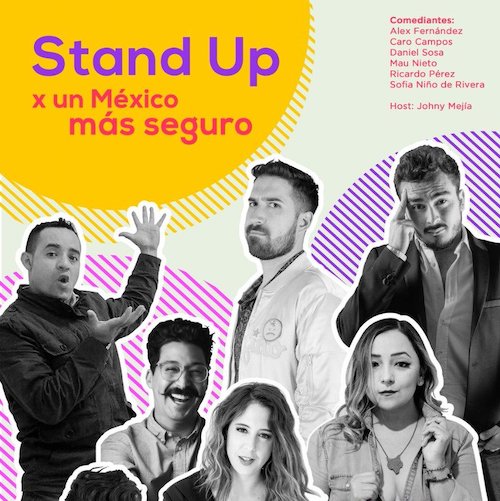 Stand Up
x un México
más seguro
Comediantes:
Alex Fernández
Caro Campos
Daniel Sosa
Mau Nieto
Ricardo Pérez
Sofia Niño de Rivera
Host: Johny Mejía